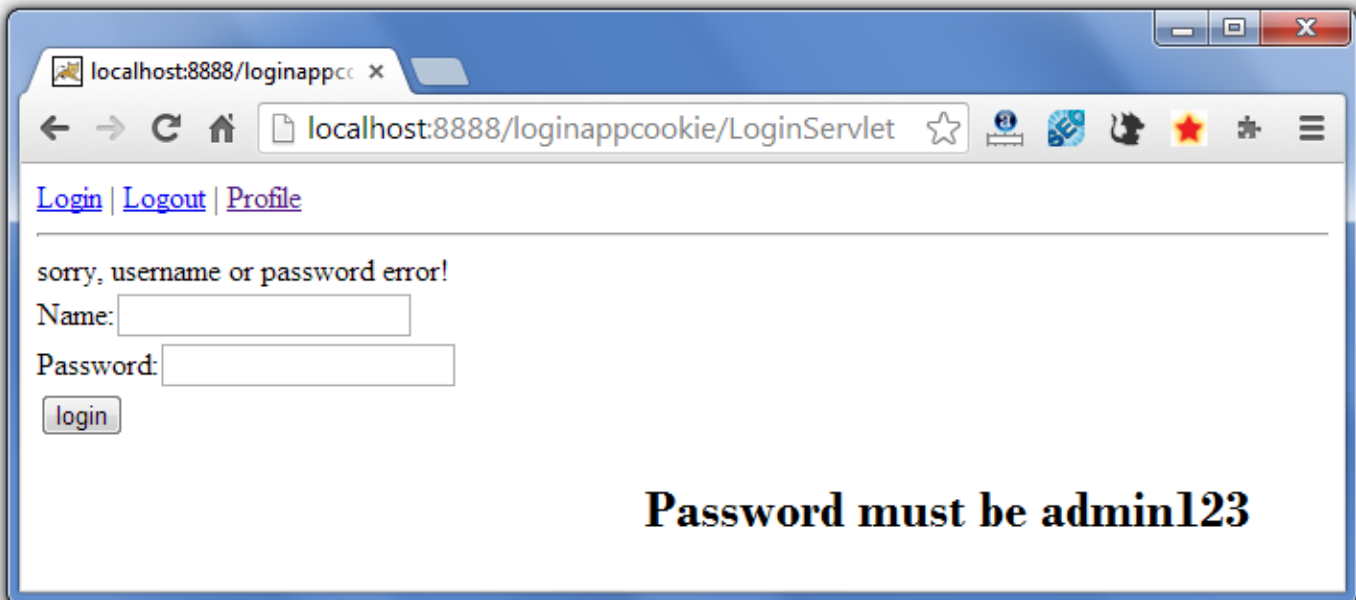 localhost:8888/loginappcc
localhost:8888/loginappcookie/LoginServlet
Login | Logout | Profile
sorry, username or password error!
Name:
Password:
login
Password must be admin123